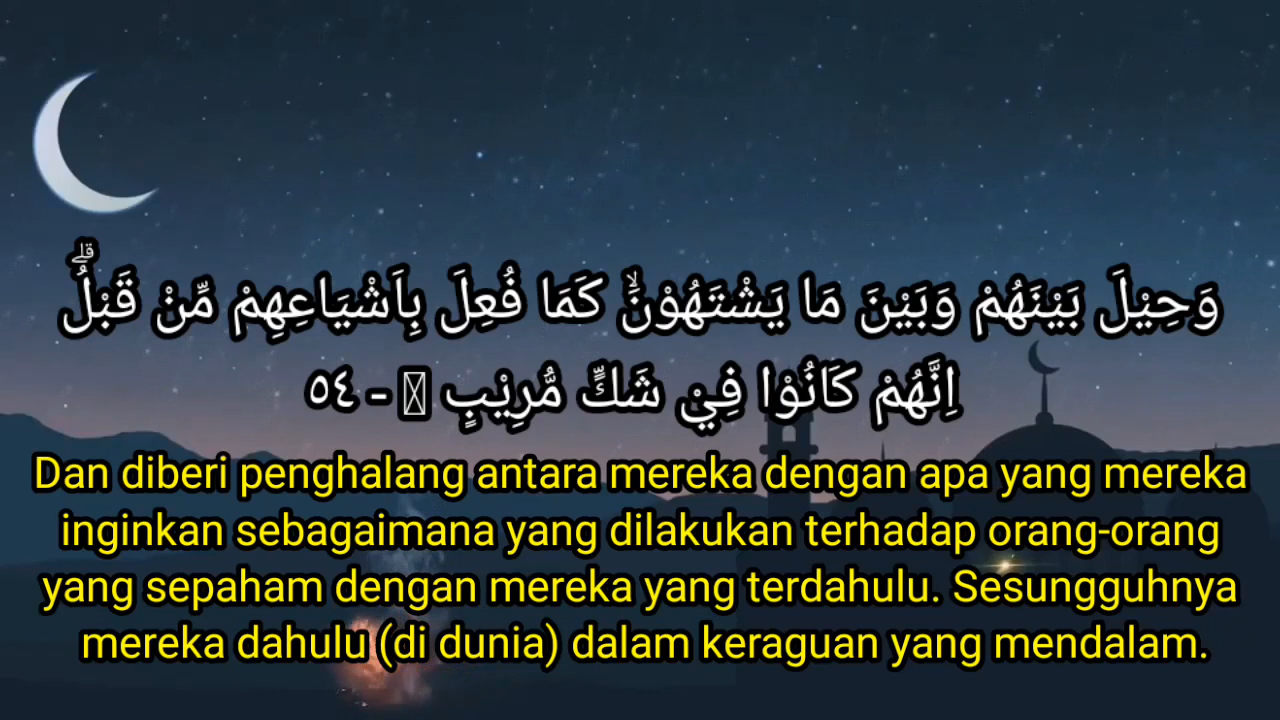 وَحِيْلَ بَيْنَهُمْ وَبَيْنَ مَا يَشْتَهُوْنَۙ كَمَا فُعِلَ بِاَشْيَاعِهِمْ مِّنْ قَبْلُۗ
اِنَّهُمْ كَانُوْا فِيْ شَكٍّ مُّرِيْبٍ - ٥٤
Dan diberi penghalang antara mereka dengan apa yang mereka
inginkan sebagaimana yang dilakukan terhadap orang-orang
yang sepaham dengan mereka yang terdahulu. Sesungguhnya
mereka dahulu (di dunia) dalam keraguan yang mendalam.